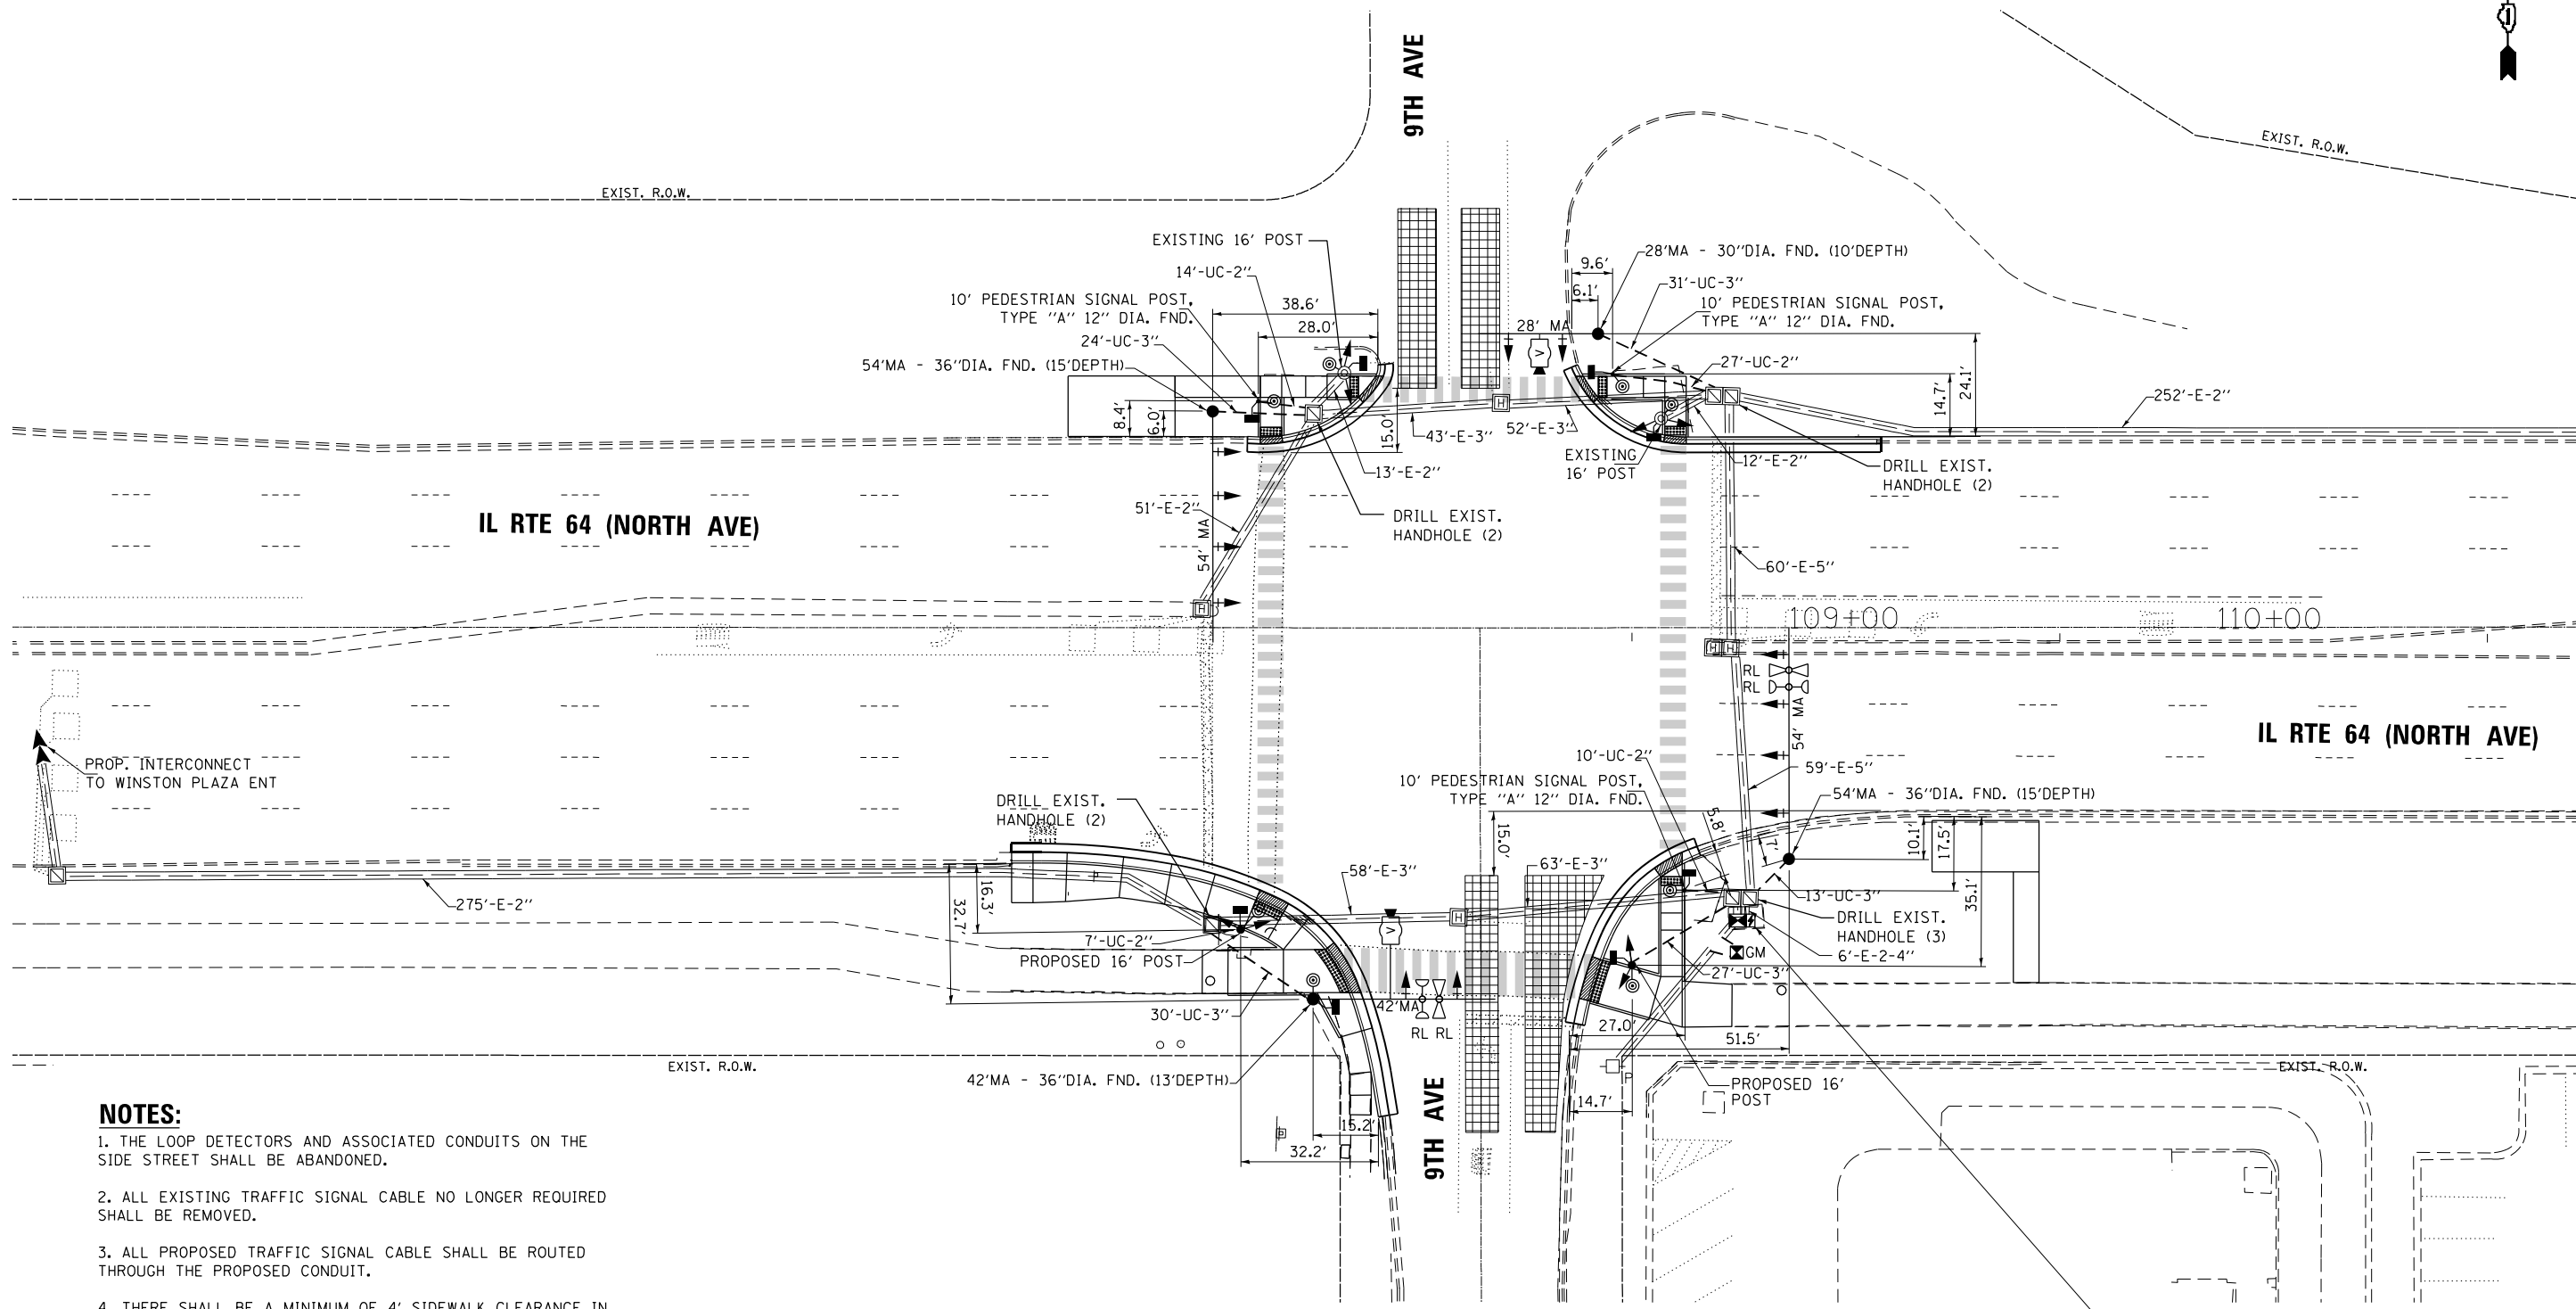 9TH AVE
EXIST. R.O.W.
EXIST. R.O.W.
EXISTING 16' POST
14'-UC-2"
10' PEDESTRIAN SIGNAL POST,
TYPE "A" 12" DIA. FND.
24'-UC-3"
54'MA - 36"DIA. FND. (15'DEPTH)
38.6'
28.0'
8.4'
6.0'
15.0'
28' MA
V
9.6'
6.1'
28'MA - 30"DIA. FND. (10'DEPTH)
31'-UC-3"
10' PEDESTRIAN SIGNAL POST,
TYPE "A" 12" DIA. FND.
27'-UC-2"
14.7'
24.1'
252'-E-2"
H
43'-E-3"
52'-E-3"
13'-E-2"
EXISTING
16' POST
12'-E-2"
DRILL EXIST.
HANDHOLE (2)
51'-E-2"
DRILL EXIST.
HANDHOLE (2)
IL RTE 64 (NORTH AVE)
54' MA
H
60'-E-5"
109+00
110+00
H H
RL
RL
54' MA
IL RTE 64 (NORTH AVE)
PROP. INTERCONNECT
TO WINSTON PLAZA ENT
10'-UC-2"
59'-E-5"
10' PEDESTRIAN SIGNAL POST,
TYPE "A" 12" DIA. FND.
54'MA - 36"DIA. FND. (15'DEPTH)
DRILL EXIST.
HANDHOLE (2)
15.0'
5.8'
10.1'
17.5'
35.1'
275'-E-2"
16.3'
32.7'
58'-E-3"
63'-E-3"
H
V
13'-UC-3"
DRILL EXIST.
HANDHOLE (3)
6'-E-2-4"
GM
7'-UC-2"
PROPOSED 16' POST
27'-UC-3"
30'-UC-3"
42'MA
RL RL
27.0'
51.5'
EXIST. R.O.W.
42'MA - 36"DIA. FND. (13'DEPTH)
P
PROPOSED 16'
POST
EXIST. R.O.W.
14.7'
15.2'
32.2'
9TH AVE
NOTES:
1. THE LOOP DETECTORS AND ASSOCIATED CONDUITS ON THE
SIDE STREET SHALL BE ABANDONED.
2. ALL EXISTING TRAFFIC SIGNAL CABLE NO LONGER REQUIRED
SHALL BE REMOVED.
3. ALL PROPOSED TRAFFIC SIGNAL CABLE SHALL BE ROUTED
THROUGH THE PROPOSED CONDUIT.
4. THERE SHALL BE A MINIMUM OF 4' SIDEWALK CLEARANCE IN